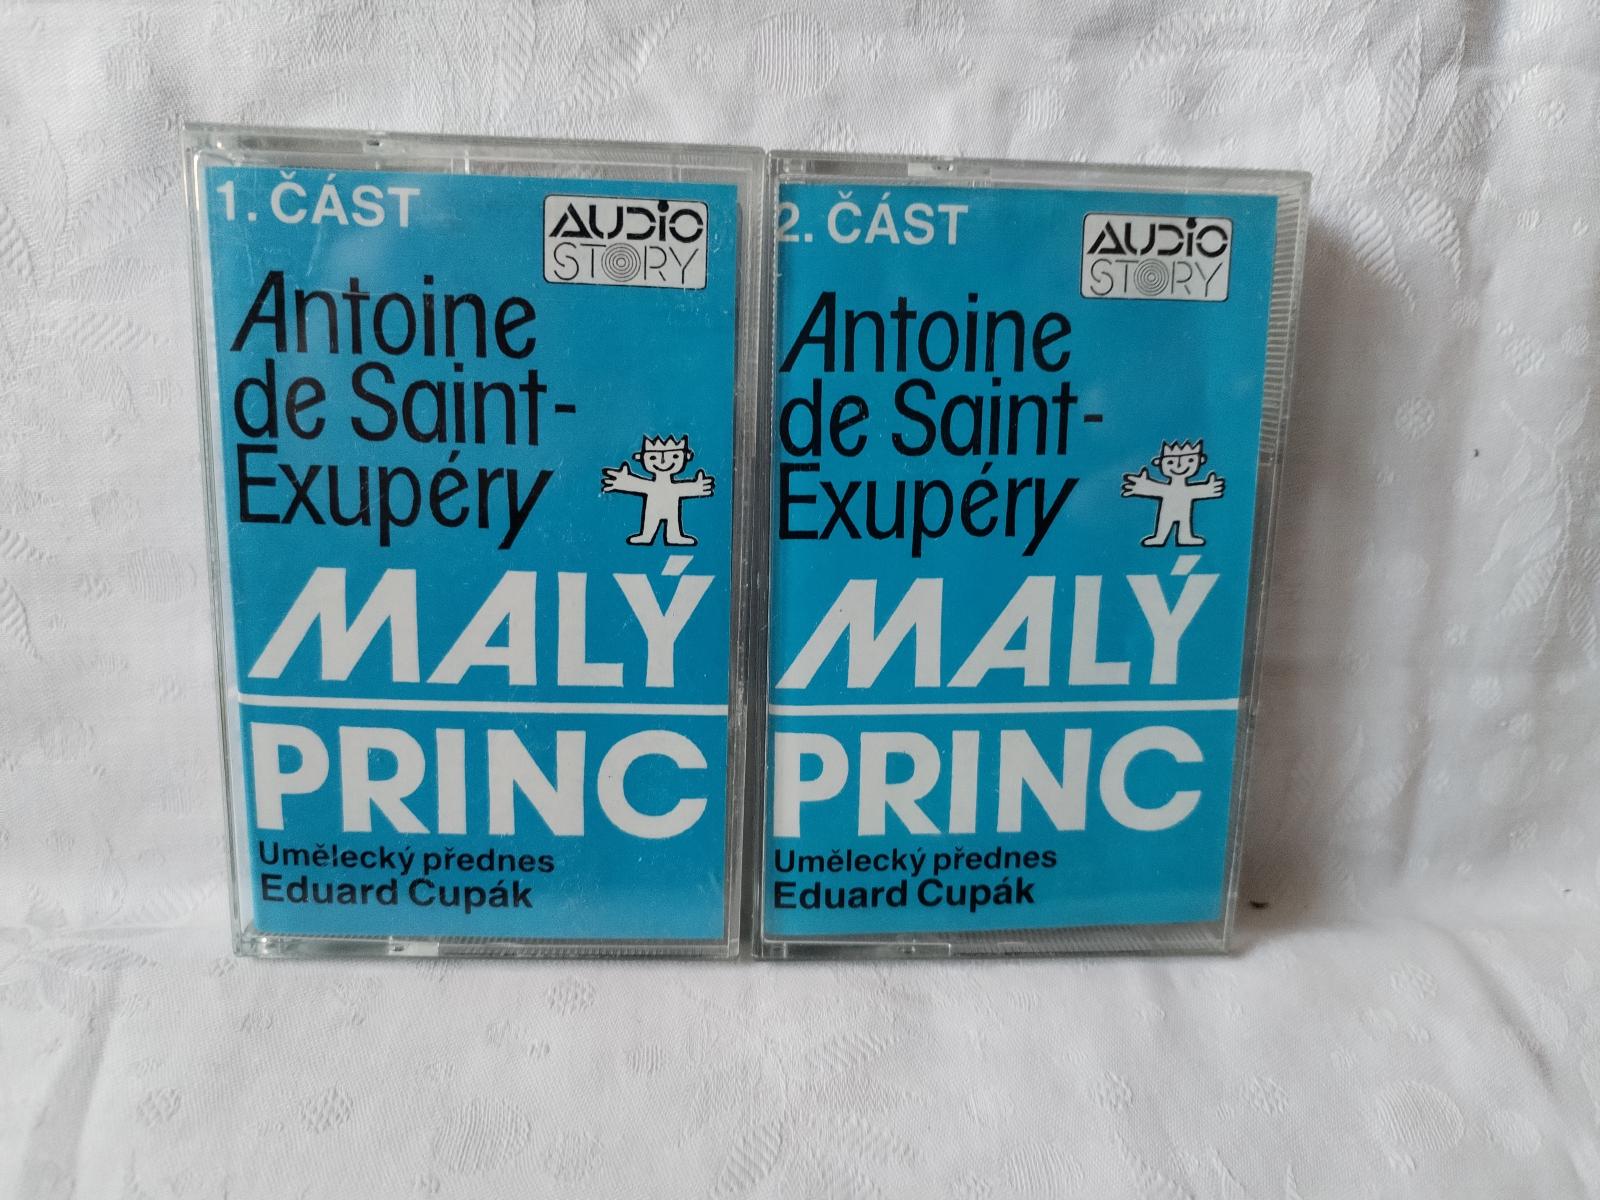 1. ČÁST
AUDIO
STORY
Antoine
de Saint-
Exupéry
MALÝ
PRINC
Umělecký přednes
Eduard Cupák
2. ČÁST
AUDIO
STORY
Antoine
de Saint-
Exupéry
MALÝ
PRINC
Umělecký přednes
Eduard Cupák